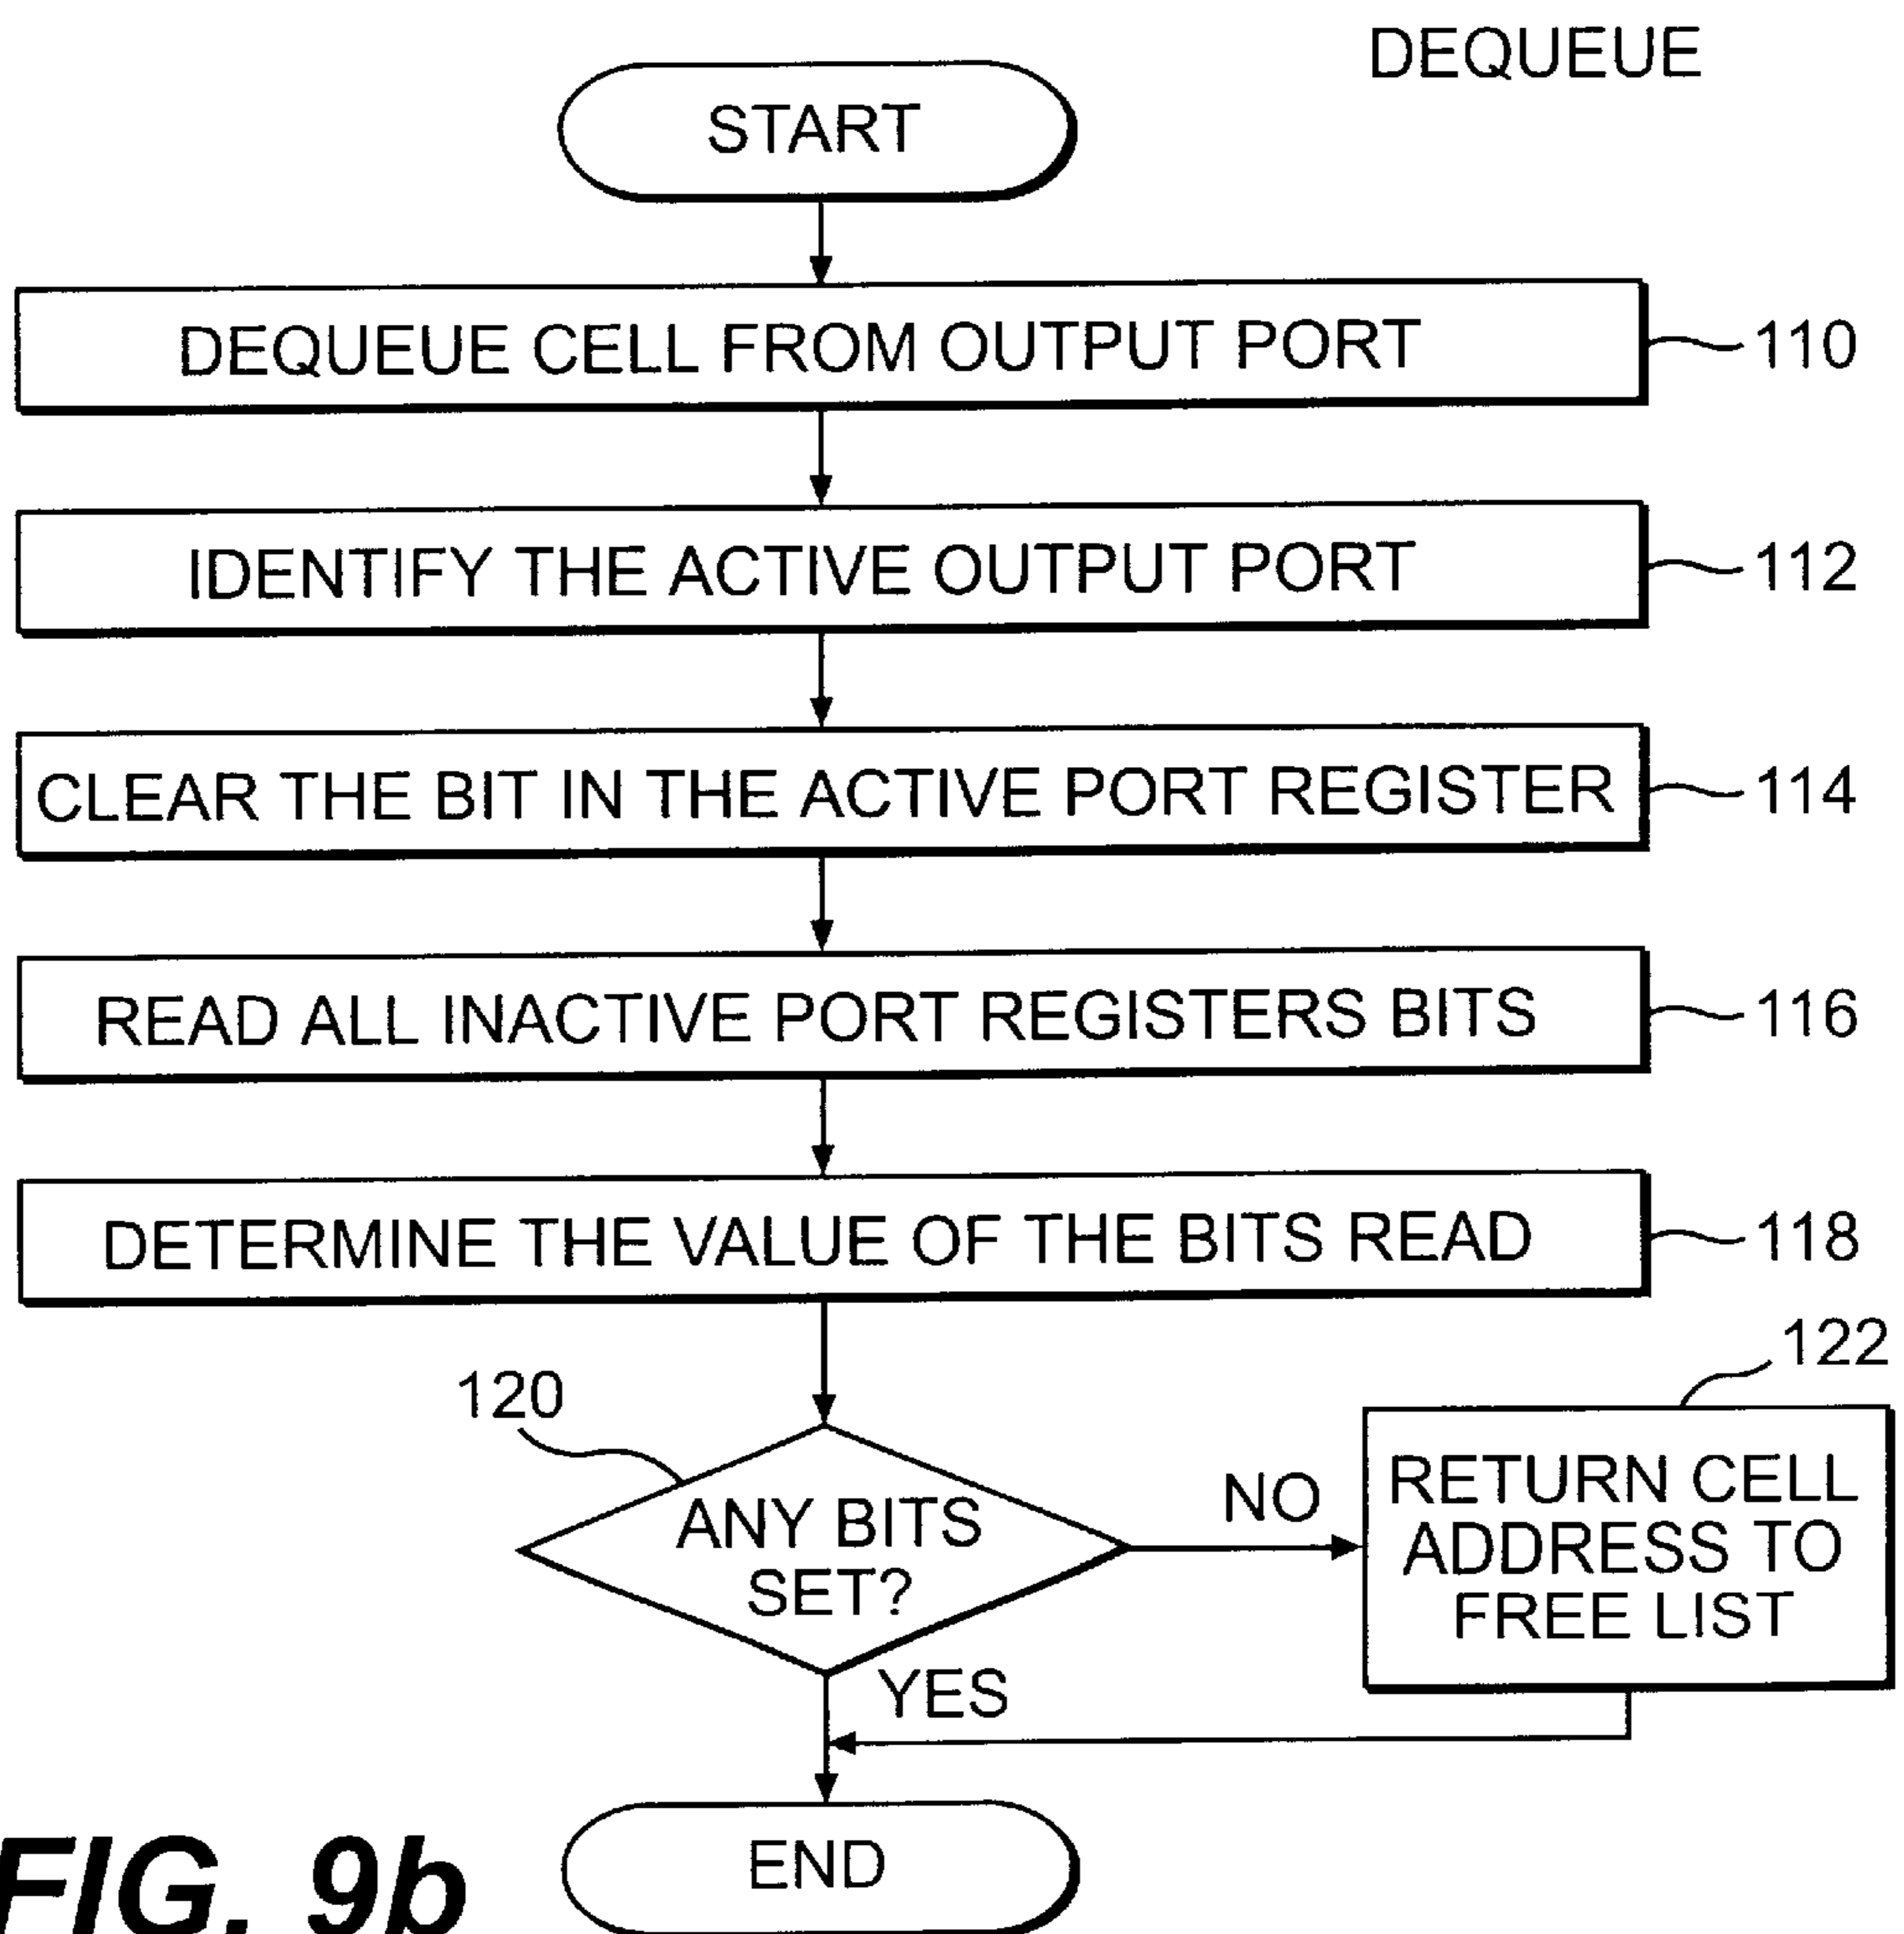 DEQUEUE
START
DEQUEUE CELL FROM OUTPUT PORT
110
IDENTIFY THE ACTIVE OUTPUT PORT
112
CLEAR THE BIT IN THE ACTIVE PORT REGISTER
114
READ ALL INACTIVE PORT REGISTERS BITS
116
DETERMINE THE VALUE OF THE BITS READ
118
120
122
ANY BITS
SET?
NO
RETURN CELL
ADDRESS TO
FREE LIST
YES
END
FIG. 9b